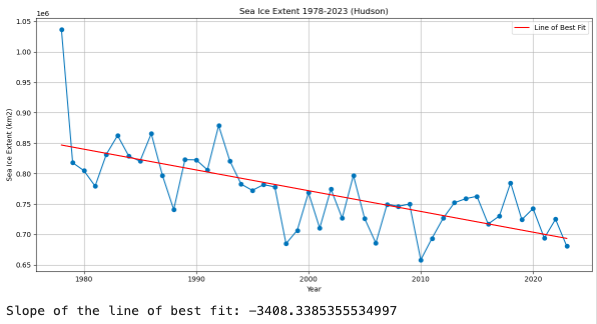 Sea Ice Extent 1978-2023 (Hudson)
1e6
Line of Best Fit
1.05
1.00
0.95
0.90
0.85
0.80
0.75
0.70
0.65
Sea Ice Extent (km2)
1980 1990 2000 2010 2020
Year
Slope of the line of best fit: -3408.3385355534997